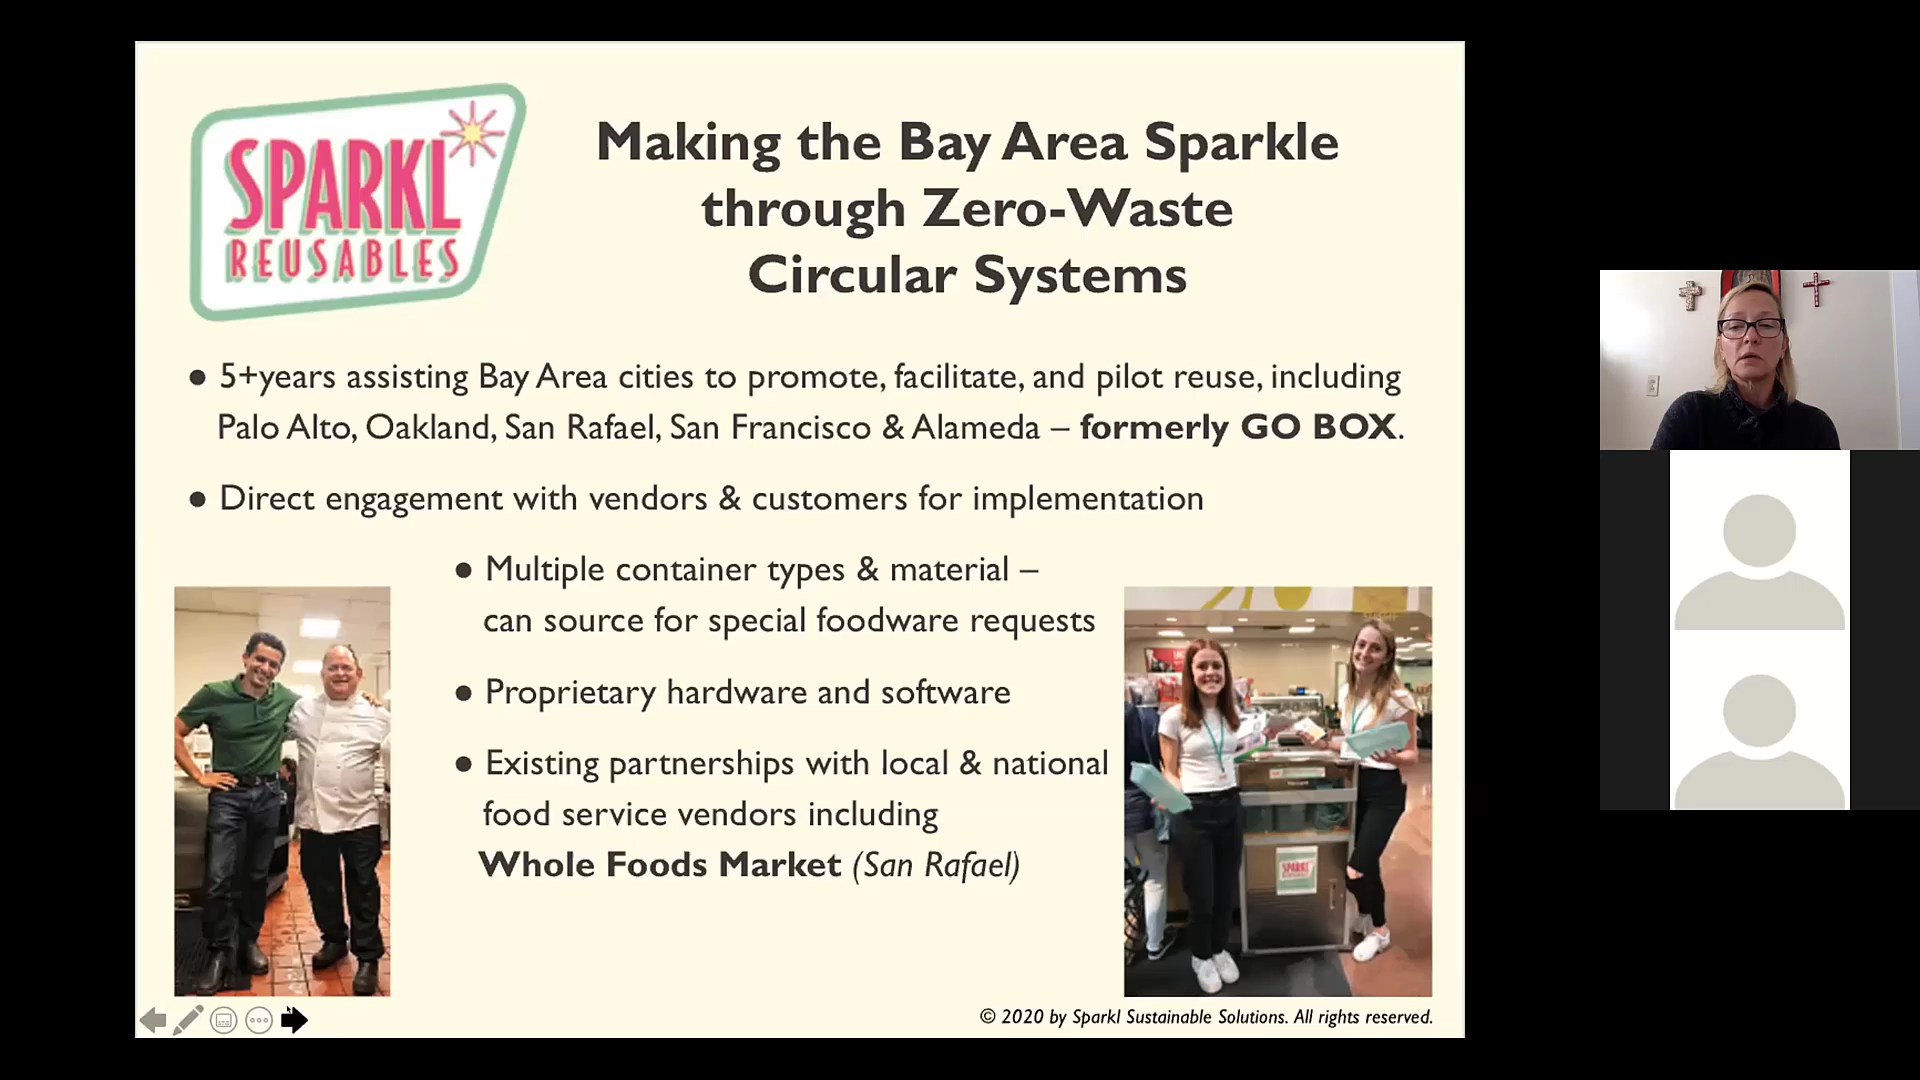 SPARKL
REUSABLES
Making the Bay Area Sparkle
through Zero-Waste
Circular Systems
● 5+years assisting Bay Area cities to promote, facilitate, and pilot reuse, including
Palo Alto, Oakland, San Rafael, San Francisco & Alameda – formerly GO BOX.
● Direct engagement with vendors & customers for implementation
● Multiple container types & material –
can source for special foodware requests
● Proprietary hardware and software
● Existing partnerships with local & national
food service vendors including
Whole Foods Market (San Rafael)
SPARKL
© 2020 by Sparkl Sustainable Solutions. All rights reserved.